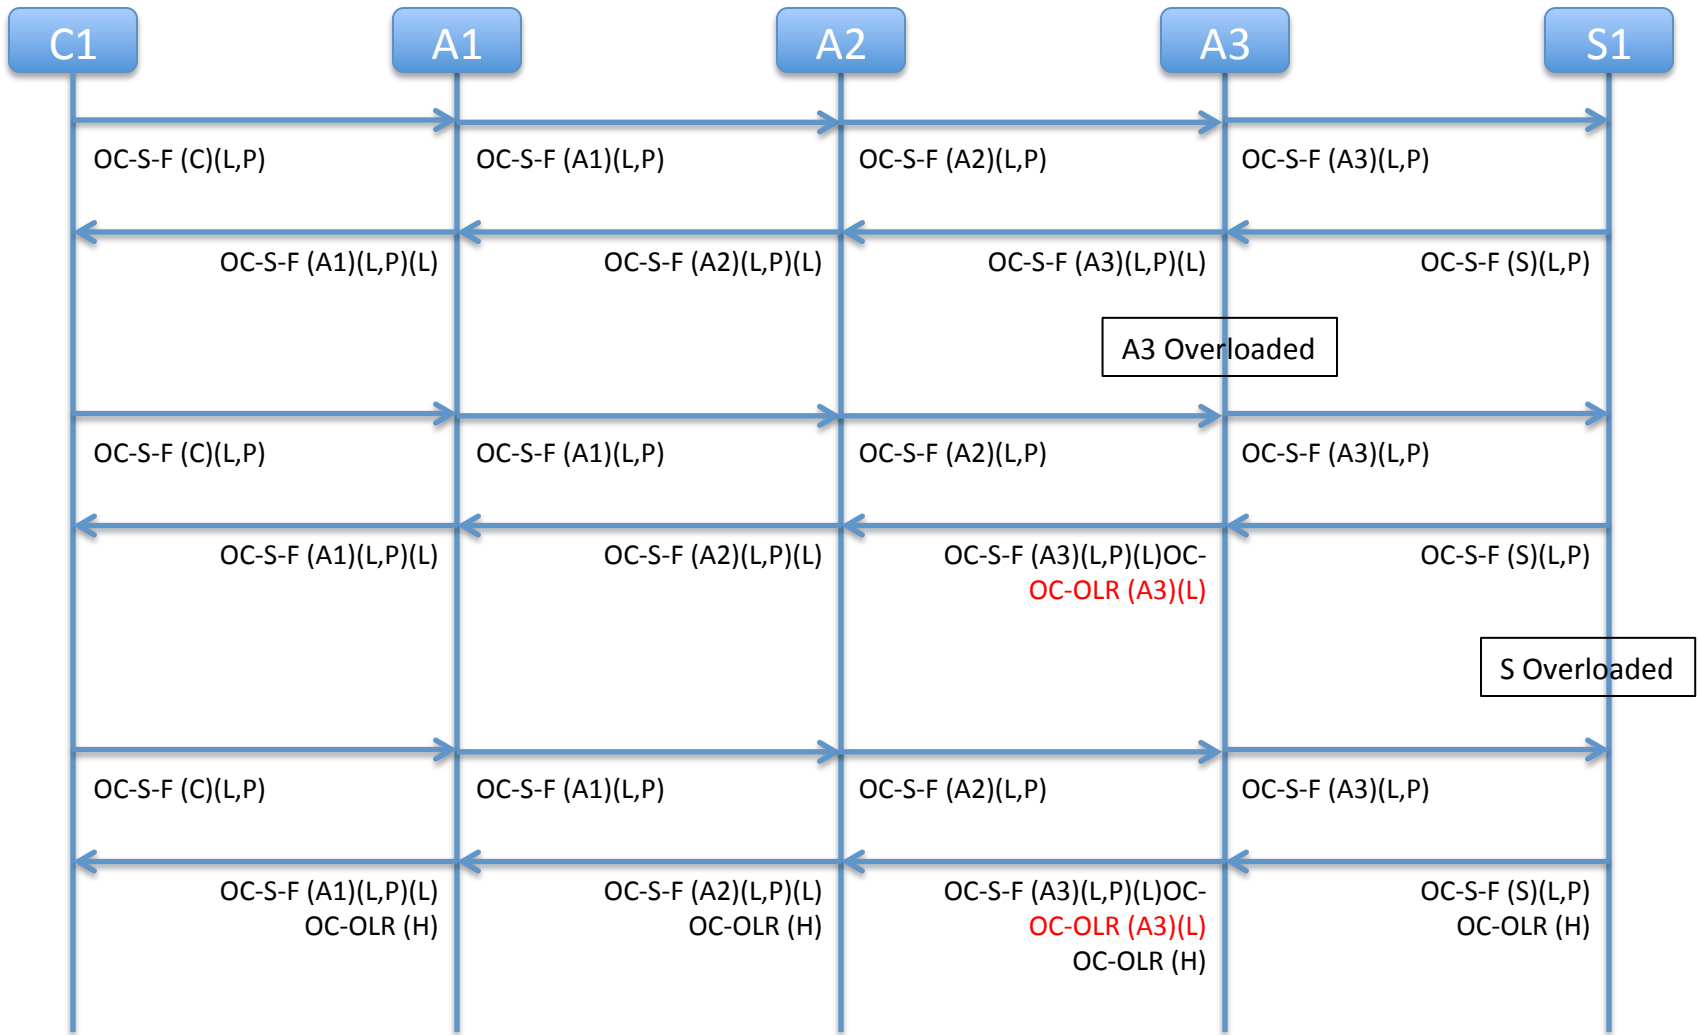 C1
A1
A2
A3
S1
OC-S-F (C)(L,P)
OC-S-F (A1)(L,P)
OC-S-F (A2)(L,P)
OC-S-F (A3)(L,P)
OC-S-F (A1)(L,P)(L)
OC-S-F (A2)(L,P)(L)
OC-S-F (A3)(L,P)(L)
OC-S-F (S)(L,P)
A3 Overloaded
OC-S-F (C)(L,P)
OC-S-F (A1)(L,P)
OC-S-F (A2)(L,P)
OC-S-F (A3)(L,P)
OC-S-F (A1)(L,P)(L)
OC-S-F (A2)(L,P)(L)
OC-S-F (A3)(L,P)(L)OC-
OC-OLR (A3)(L)
OC-S-F (S)(L,P)
S Overloaded
OC-S-F (C)(L,P)
OC-S-F (A1)(L,P)
OC-S-F (A2)(L,P)
OC-S-F (A3)(L,P)
OC-S-F (A1)(L,P)(L)
OC-OLR (H)
OC-S-F (A2)(L,P)(L)
OC-OLR (H)
OC-S-F (A3)(L,P)(L)OC-
OC-OLR (A3)(L)
OC-OLR (H)
OC-S-F (S)(L,P)
OC-OLR (H)